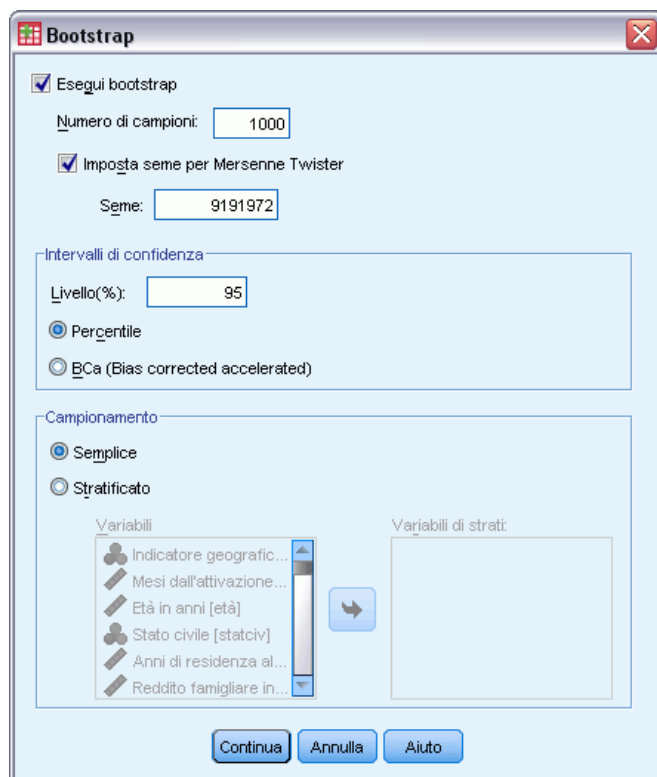 Bootstrap
Esegui bootstrap
Numero di campioni: 1000
Imposta seme per Mersenne Twister
Seme: 9191972
Intervalli di confidenza
Livello(%): 95
Percentile
BCa (Bias corrected accelerated)
Campionamento
Semplice
Stratificato
Variabili
Indicatore geografic...
Mesi dall'attivazione...
Età in anni [età]
Stato civile [statciv]
Anni di residenza al...
Reddito famigliare in...
Variabili di strati:
Continua Annulla Aiuto